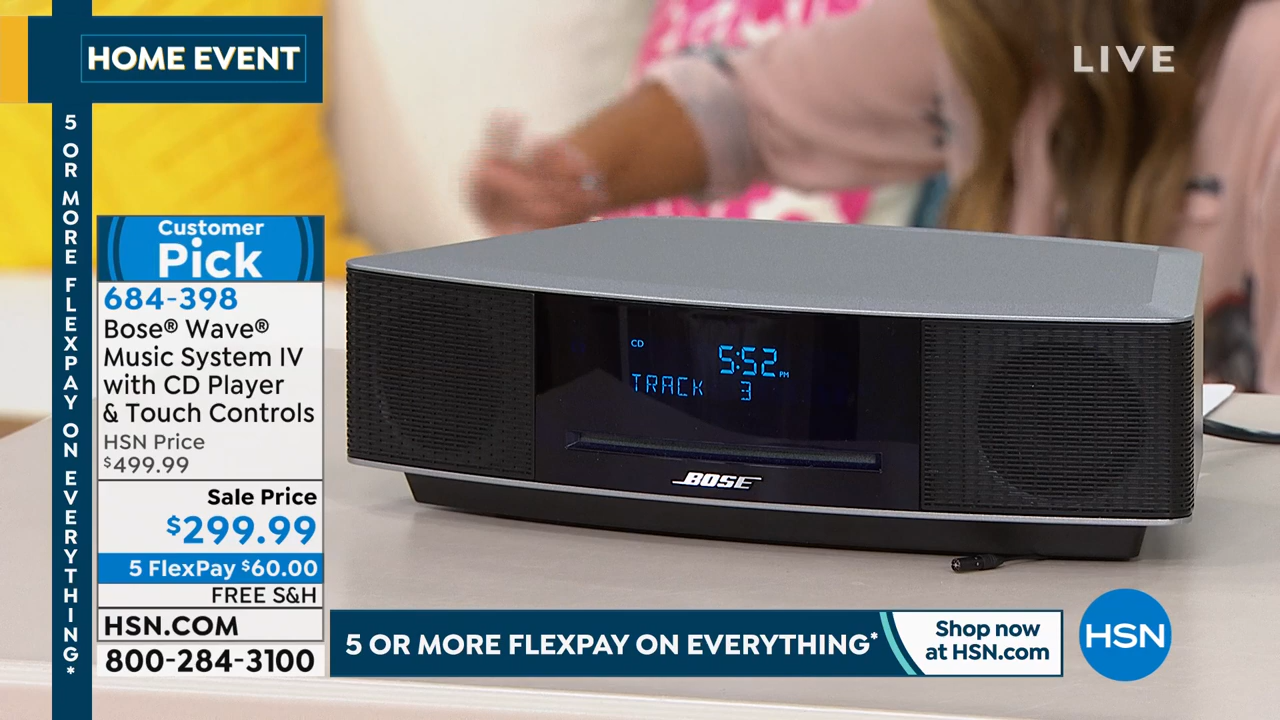 HOME EVENT
LIVE
5 OR MORE FLEXPAY ON EVERYTHING*
Customer
Pick
684-398
Bose® Wave®
Music System IV
with CD Player
& Touch Controls
HSN Price
$499.99
Sale Price
$299.99
5 FlexPay $60.00
FREE S&H
HSN.COM
800-284-3100
CD
5:52 PM
TRACK 3
BOSE
5 OR MORE FLEXPAY ON EVERYTHING*
Shop now
at HSN.com
HSN